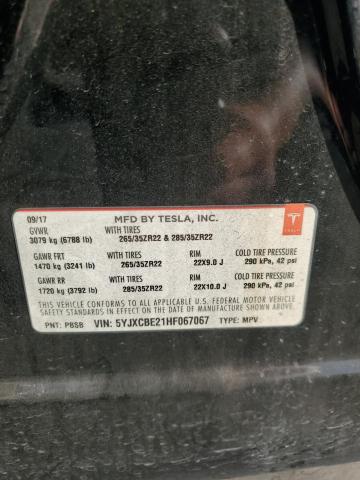 09/17 MFD BY TESLA, INC.
GVWR WITH TIRES
3079 kg (6788 lb) 265/35ZR22 & 285/35ZR22
GAWR FRT WITH TIRES RIM COLD TIRE PRESSURE
1470 kg (3241 lb) 265/35ZR22 22X9.0 J 290 kPa, 42 psi
GAWR RR WITH TIRES RIM COLD TIRE PRESSURE
1720 kg (3792 lb) 285/35ZR22 22X10.0 J 290 kPa, 42 psi
THIS VEHICLE CONFORMS TO ALL APPLICABLE U.S. FEDERAL MOTOR VEHICLE
SAFETY AND THEFT PREVENTION STANDARDS IN EFFECT ON THE DATE OF MANUFACTURE SHOWN ABOVE.
PNT: PBSB VIN: 5YJXCBE21HF067067 TYPE: MPV
TESLA